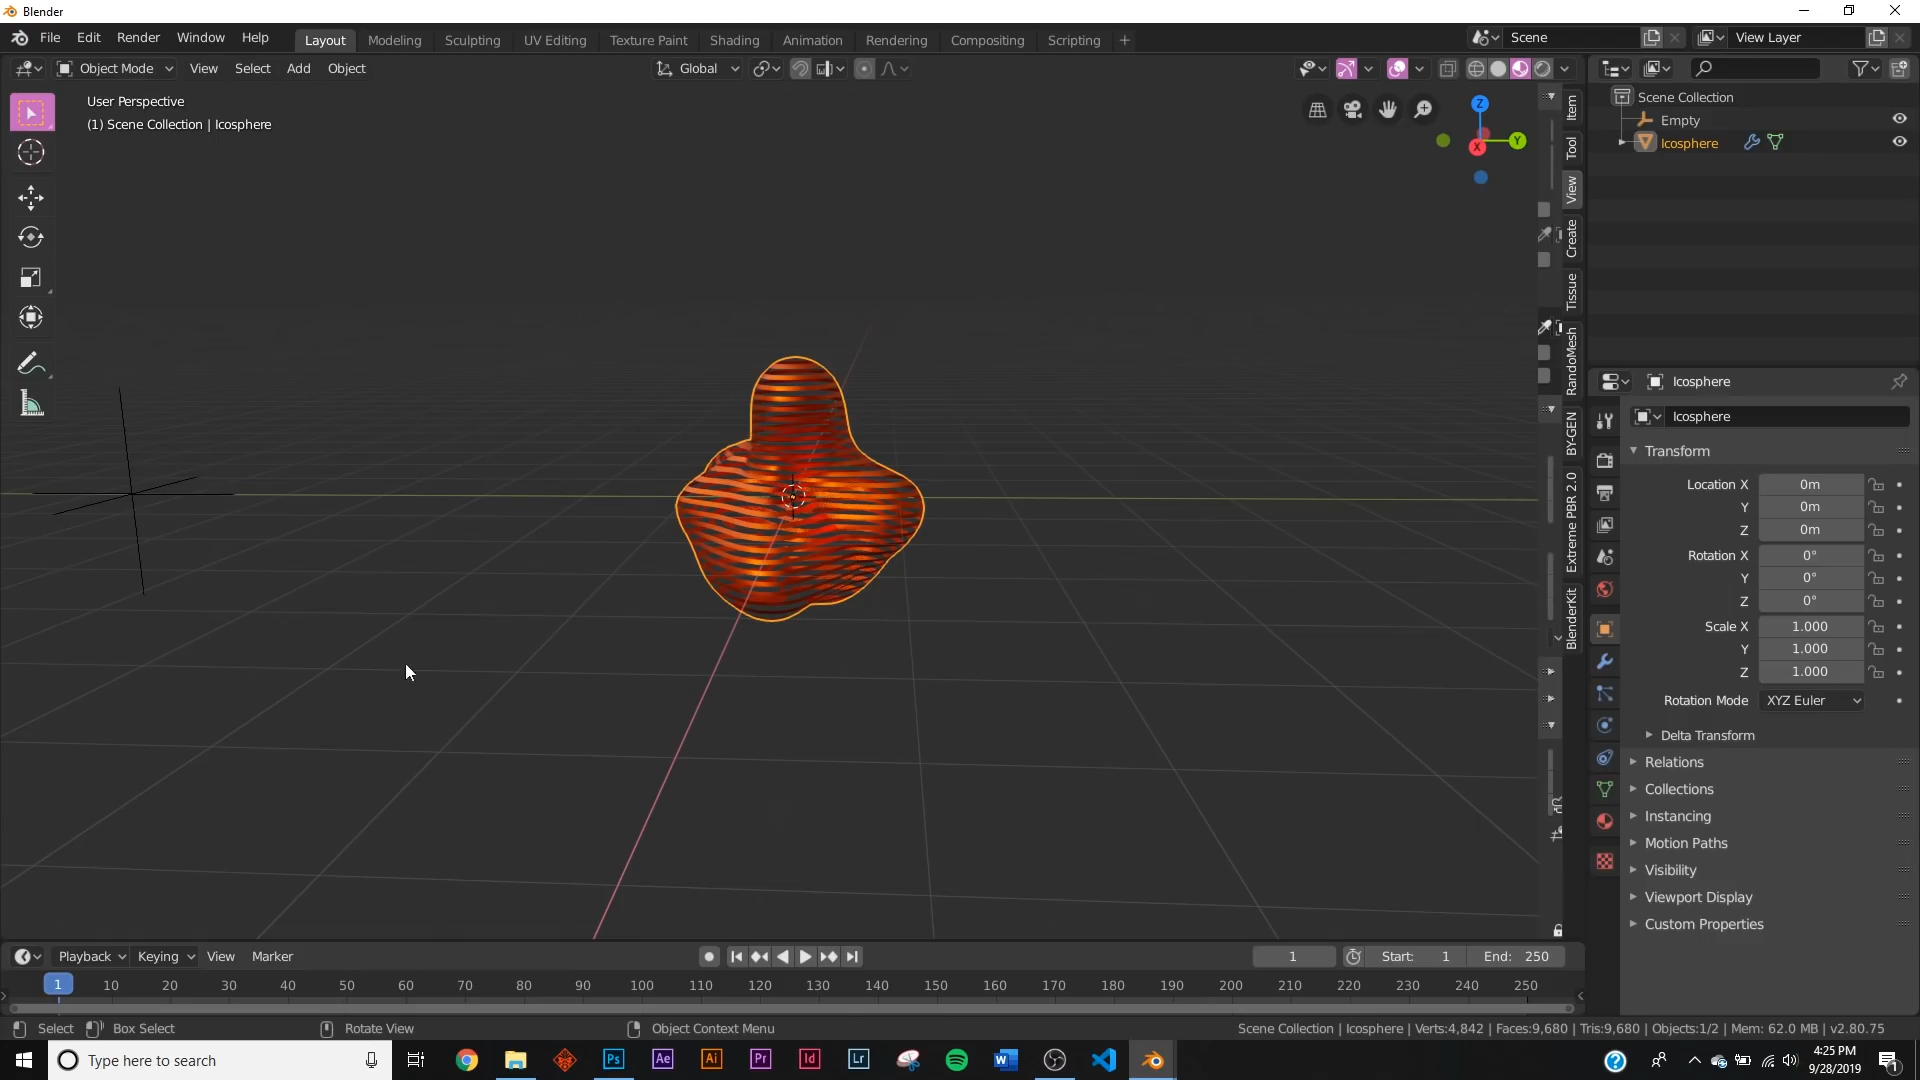 Blender
File Edit Render Window Help Layout Modeling Sculpting UV Editing Texture Paint Shading Animation Rendering Compositing Scripting + Scene View Layer
Object Mode View Select Add Object Global
User Perspective
(1) Scene Collection | Icosphere
Z
Y
X
Item
Tool
View
Create
Tissue
RandoMesh
BY-GEN
Extreme PBR 2.0
BlenderKit
Scene Collection
Empty
Icosphere
Icosphere
Icosphere
Transform
Location X 0m
Y 0m
Z 0m
Rotation X 0°
Y 0°
Z 0°
Scale X 1.000
Y 1.000
Z 1.000
Rotation Mode XYZ Euler
Delta Transform
Relations
Collections
Instancing
Motion Paths
Visibility
Viewport Display
Custom Properties
Playback Keying View Marker 1 Start: 1 End: 250
1 10 20 30 40 50 60 70 80 90 100 110 120 130 140 150 160 170 180 190 200 210 220 230 240 250
Select Box Select Rotate View Object Context Menu Scene Collection | Icosphere | Verts:4,842 | Faces:9,680 | Tris:9,680 | Objects:1/2 | Mem: 62.0 MB | v2.80.75
Type here to search Ps Ae Ai Pr Id Lr
4:25 PM
9/28/2019
1